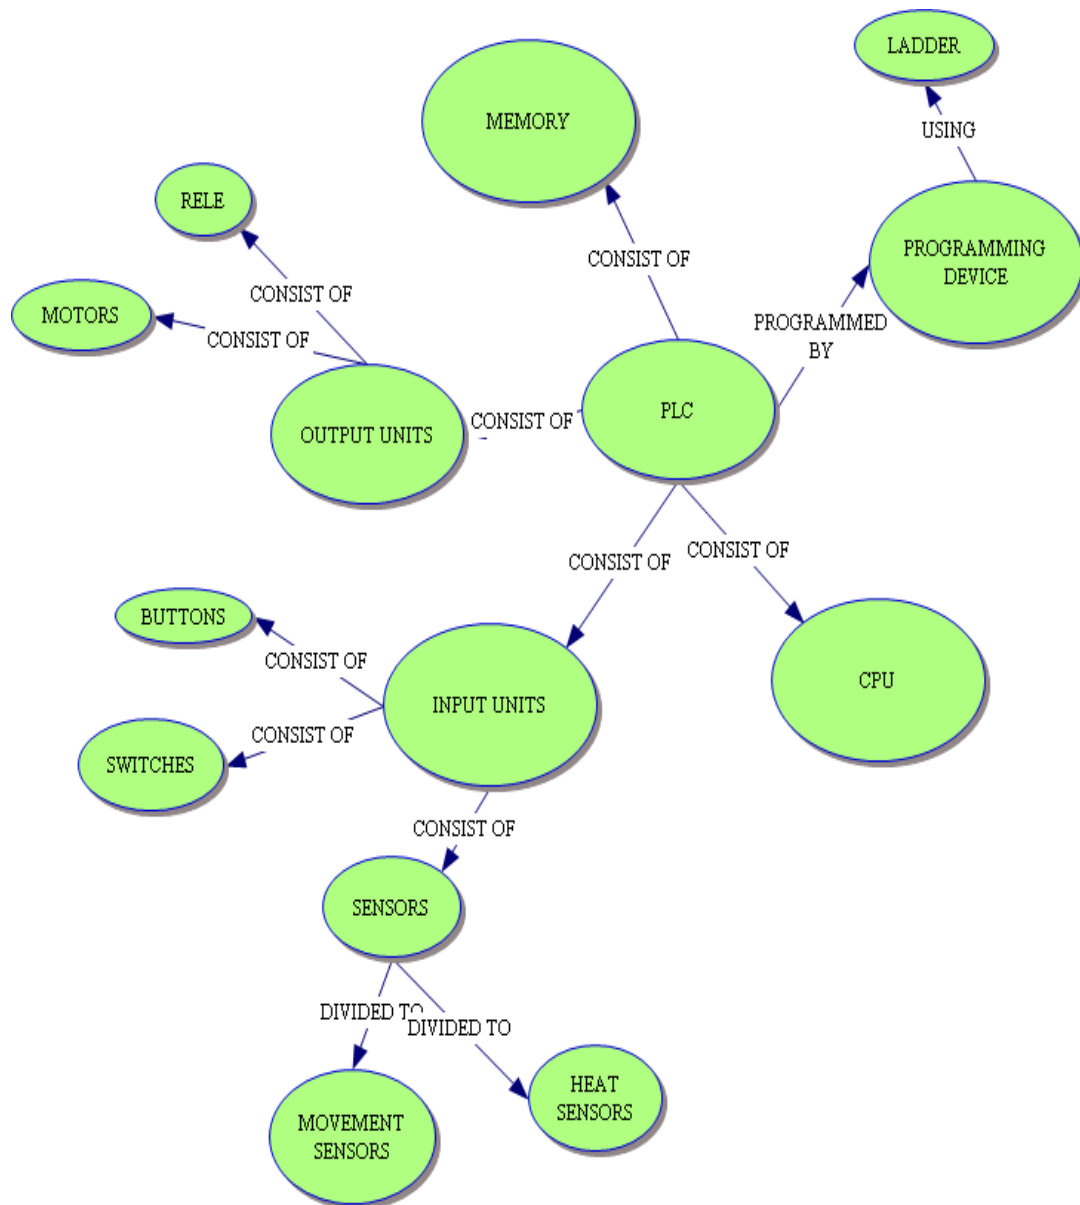 LADDER
MEMORY
USING
RELE
PROGRAMMING
DEVICE
CONSIST OF
CONSIST OF
MOTORS
PROGRAMMED
BY
CONSIST OF
PLC
CONSIST OF
OUTPUT UNITS
CONSIST OF
CONSIST OF
BUTTONS
CONSIST OF
CPU
INPUT UNITS
CONSIST OF
SWITCHES
CONSIST OF
SENSORS
DIVIDED TO
DIVIDED TO
HEAT
SENSORS
MOVEMENT
SENSORS